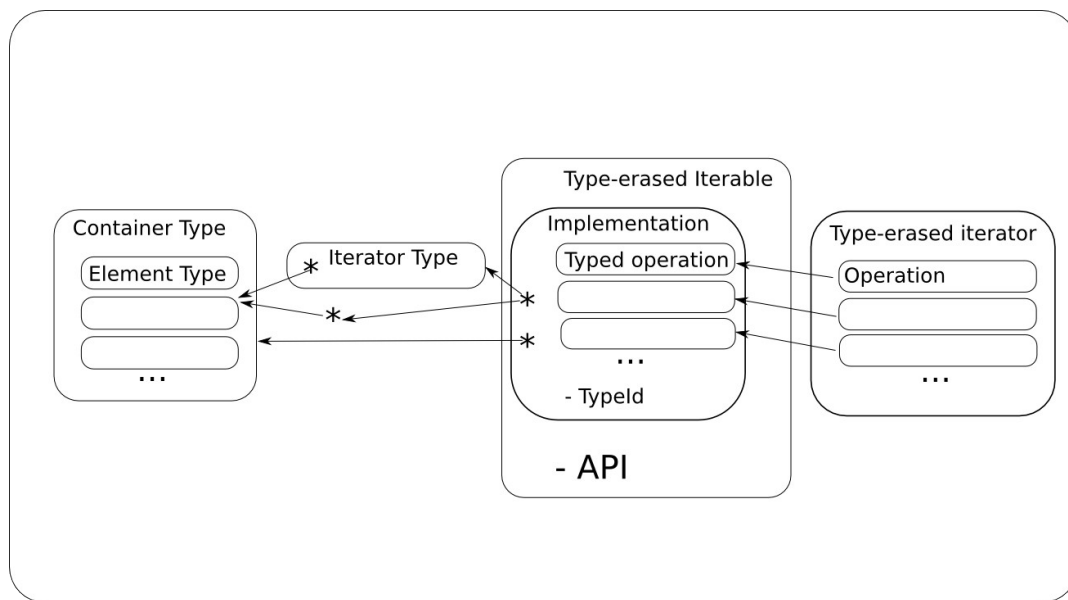 Type-erased Iterable
Container Type
Element Type
...
* Iterator Type
*
Implementation
Typed operation
*
*
...
- TypeId
- API
Type-erased iterator
Operation
...